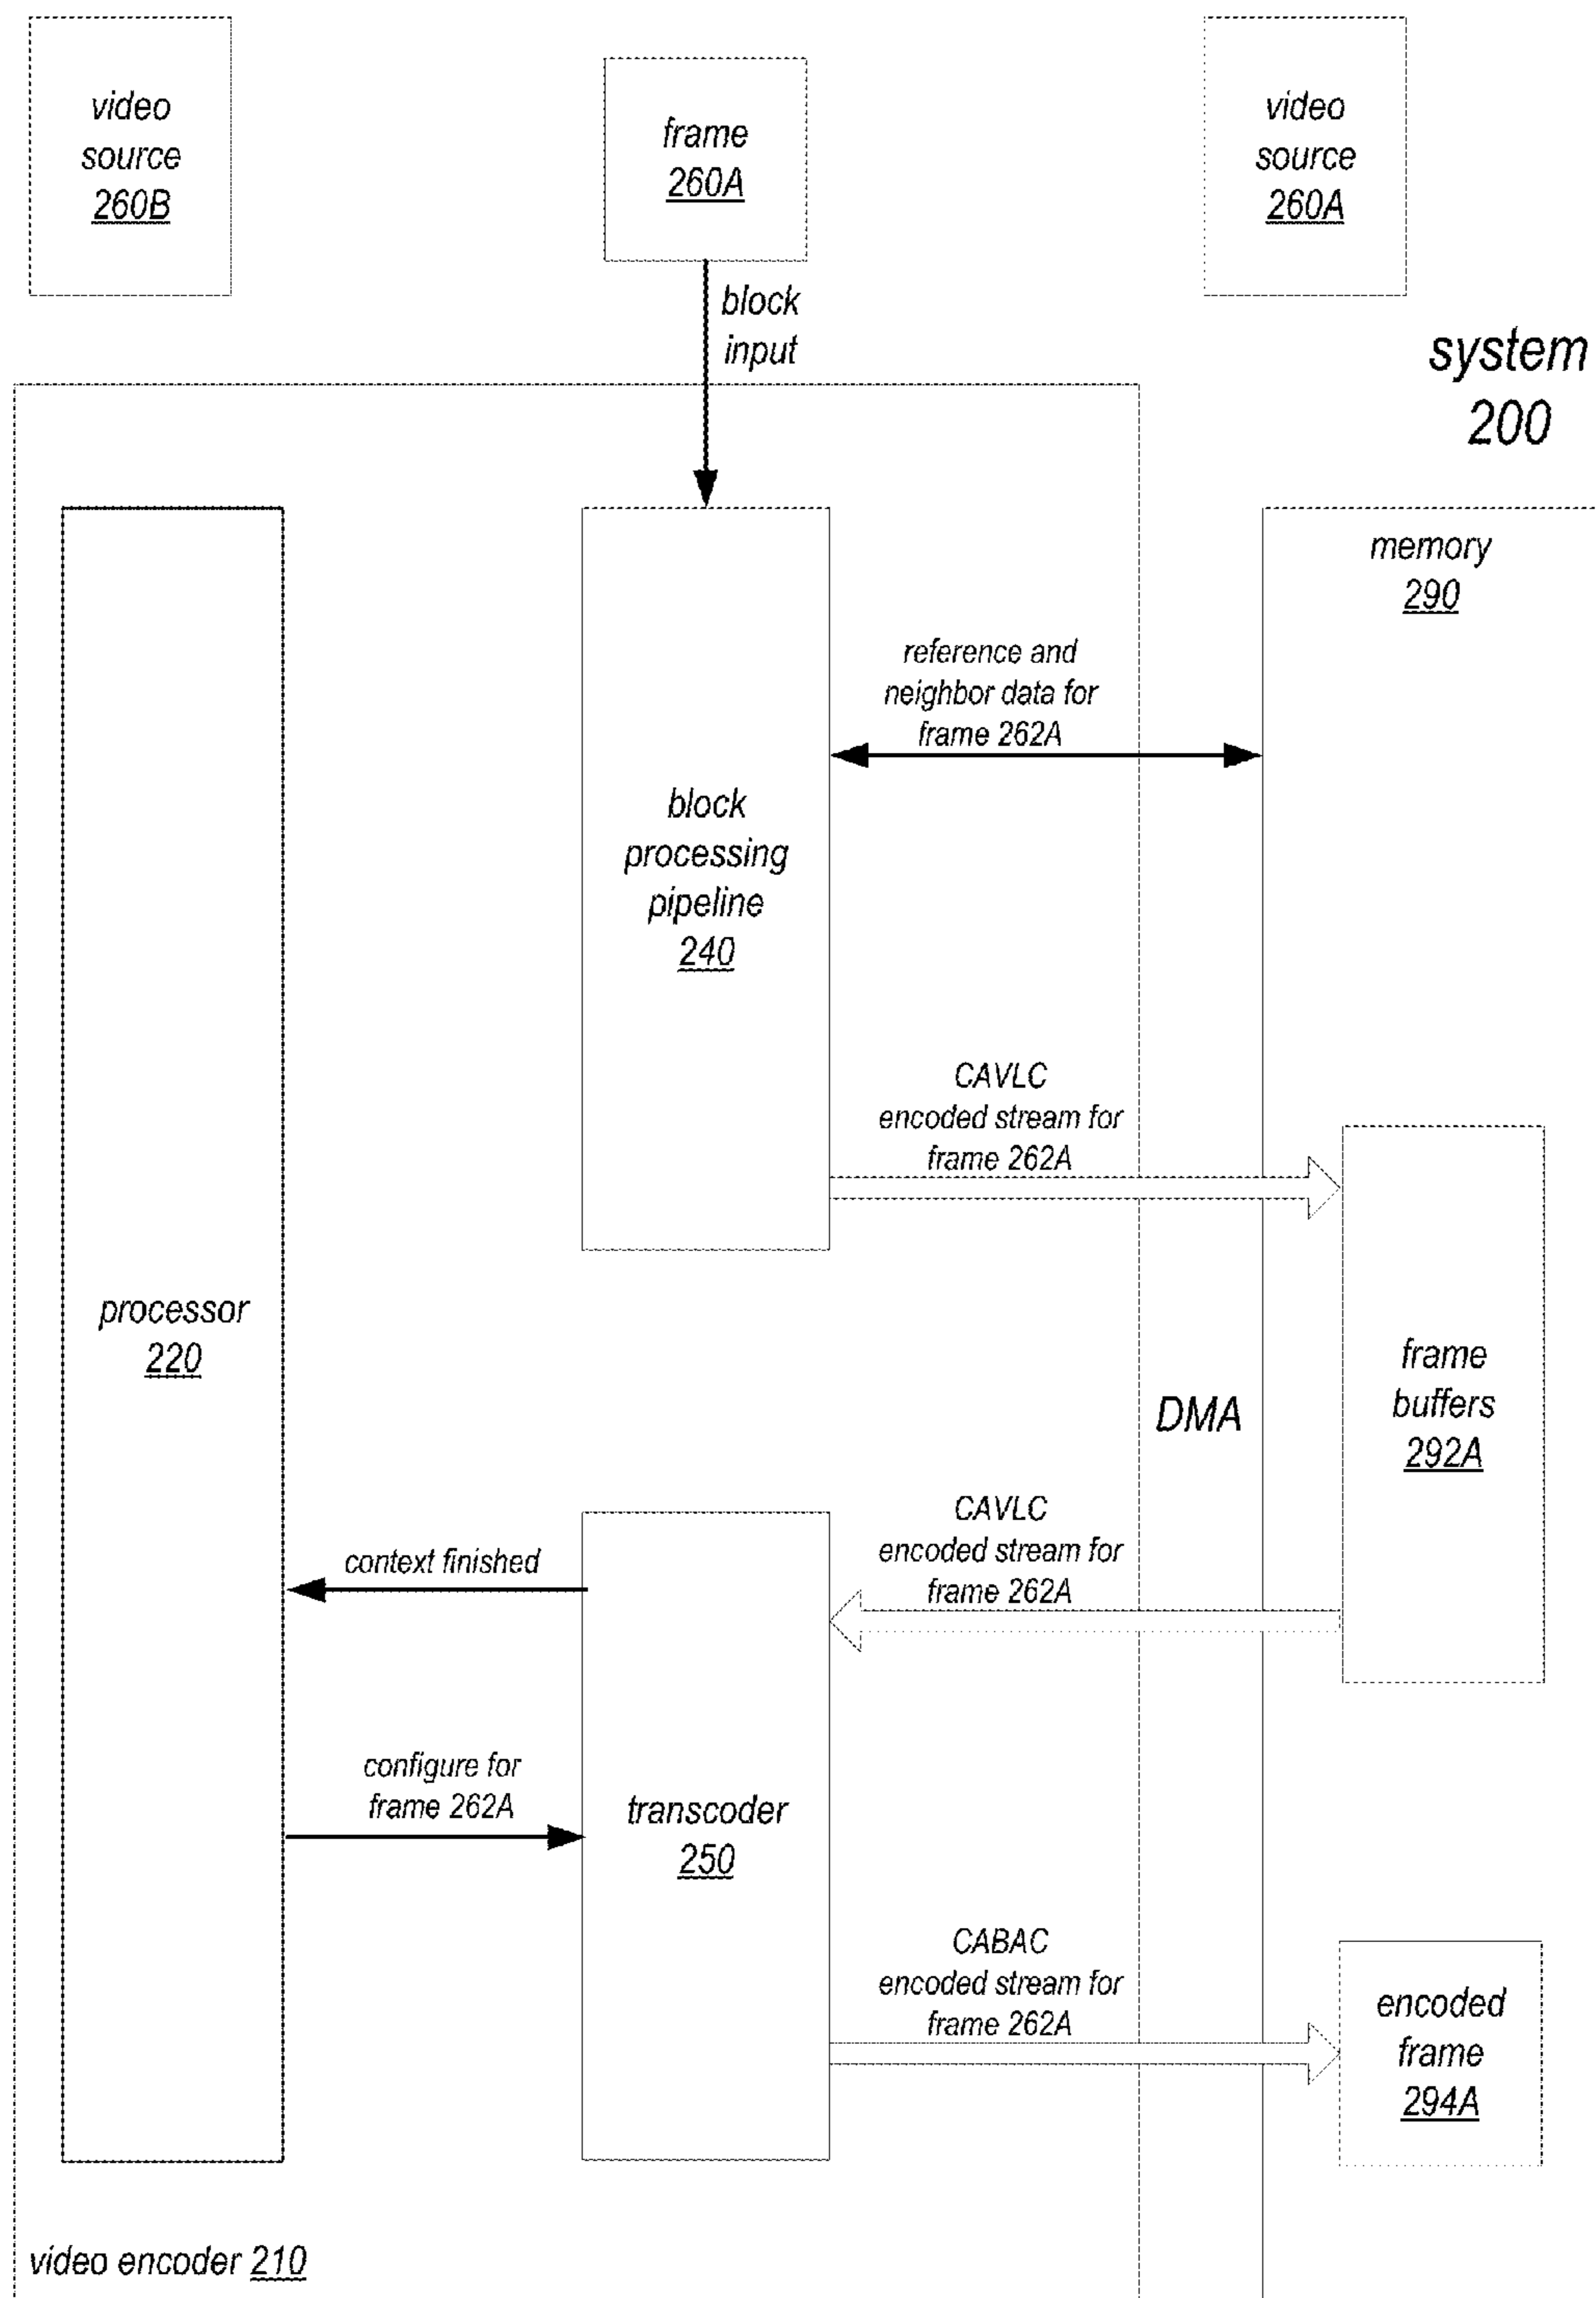 video
source
260B
frame
260A
video
source
260A
block
input
system
200
memory
290
reference and
neighbor data for
frame 262A
block
processing
pipeline
240
CAVLC
encoded stream for
frame 262A
processor
220
frame
buffers
292A
DMA
CAVLC
encoded stream for
frame 262A
context finished
configure for
frame 262A
transcoder
250
CABAC
encoded stream for
frame 262A
encoded
frame
294A
video encoder 210